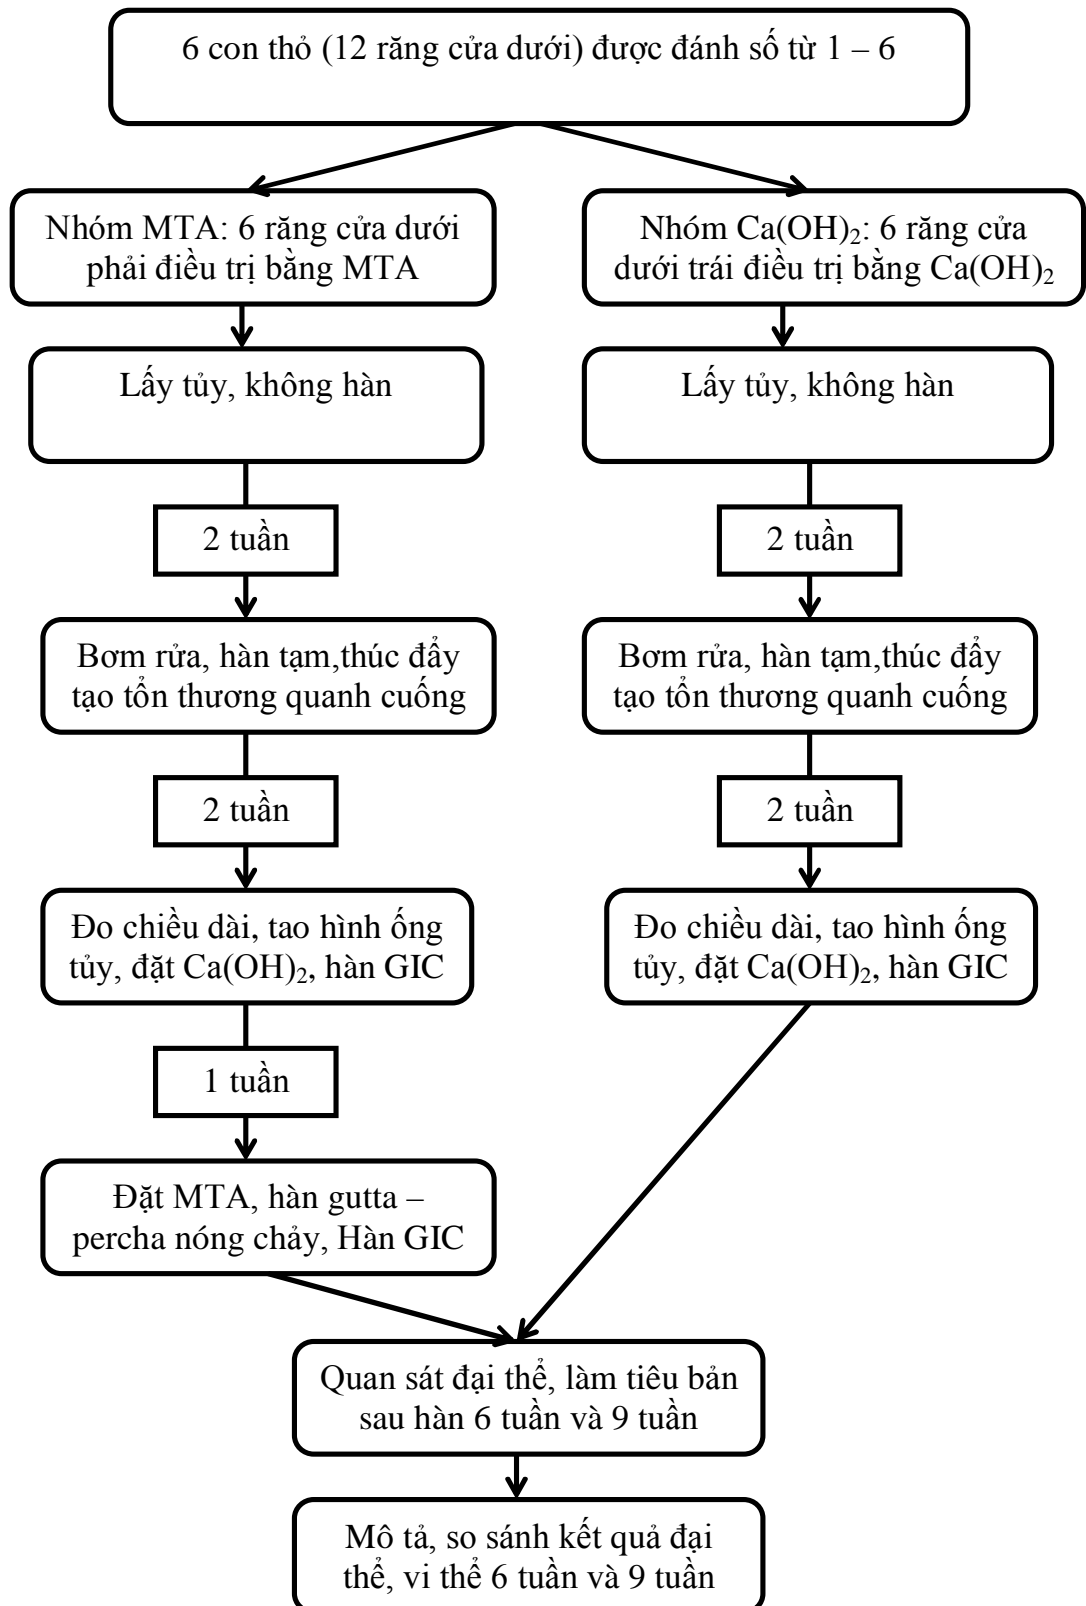 6 con thỏ (12 răng cửa dưới) được đánh số từ 1 – 6
Nhóm MTA: 6 răng cửa dưới
phải điều trị bằng MTA
Nhóm Ca(OH)₂: 6 răng cửa
dưới trái điều trị bằng Ca(OH)₂
Lấy tủy, không hàn
Lấy tủy, không hàn
2 tuần
2 tuần
Bơm rửa, hàn tạm,thúc đẩy
tạo tổn thương quanh cuống
Bơm rửa, hàn tạm,thúc đẩy
tạo tổn thương quanh cuống
2 tuần
2 tuần
Đo chiều dài, tao hình ống
tủy, đặt Ca(OH)₂, hàn GIC
Đo chiều dài, tao hình ống
tủy, đặt Ca(OH)₂, hàn GIC
1 tuần
Đặt MTA, hàn gutta –
percha nóng chảy, Hàn GIC
Quan sát đại thể, làm tiêu bản
sau hàn 6 tuần và 9 tuần
Mô tả, so sánh kết quả đại
thể, vi thể 6 tuần và 9 tuần